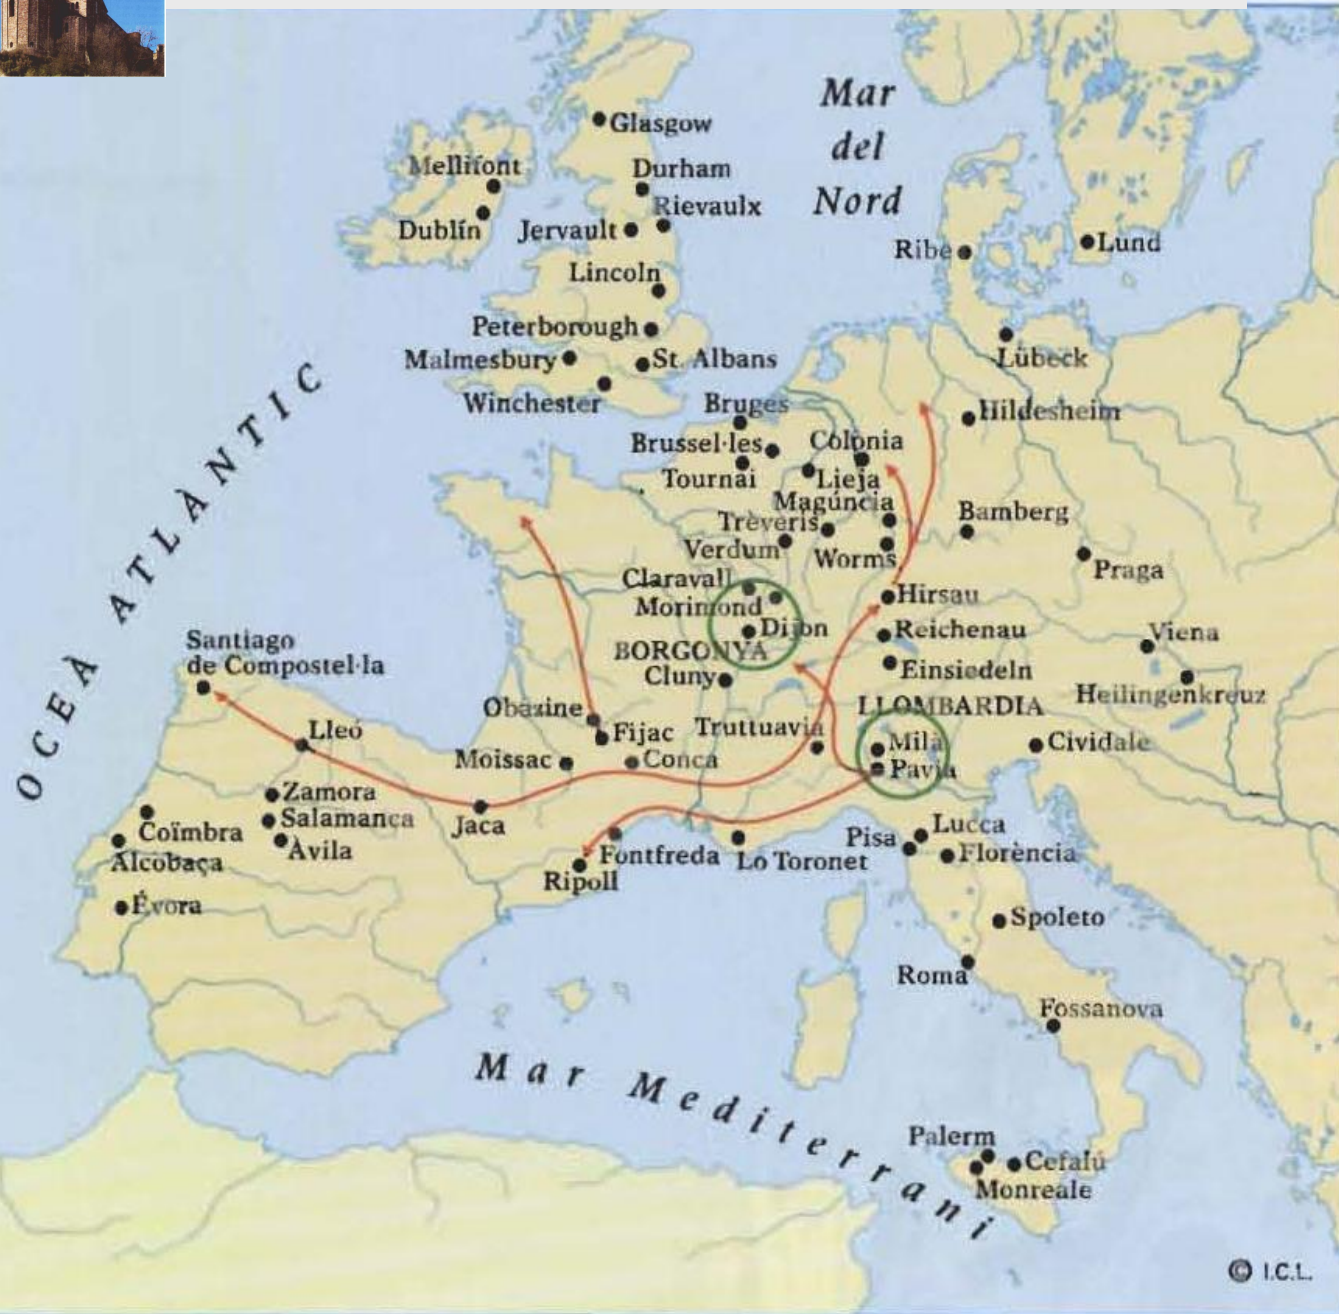 Mar
del
Nord
Glasgow
Mellifont
Durham
Rievaulx
Dublín
Jervault
Ribe
Lund
Lincoln
Peterborough
Malmesbury
St. Albans
Lübeck
Winchester
Bruges
Hildesheim
Brussel·les
Colònia
Tournai
Lieja
Magúncia
Trèveris
Bamberg
Verdum
Worms
Praga
Claravall
Morimond
Hirsau
Dijon
Reichenau
Viena
BORGONYA
Cluny
Einsiedeln
Heilingenkreuz
OCEÀ ATLÀNTIC
Santiago
de Compostel·la
Obazine
LLOMBARDIA
Lleó
Fijac
Truttuavia
Milà
Cividale
Moissac
Conca
Pavia
Zamora
Coïmbra
Salamanca
Jaca
Pisa
Lucca
Alcobaça
Àvila
Fontfreda
Lo Toronet
Florència
Ripoll
Évora
Spoleto
Roma
Fossanova
Mar Mediterrani
Palerm
Cefalú
Monreale
© I.C.L.